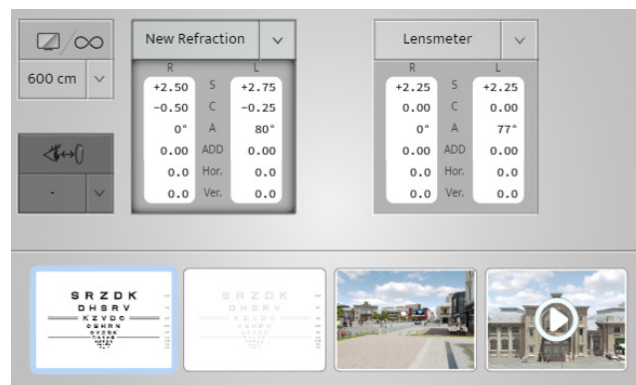 New Refraction
Lensmeter
600 cm
R L
+2.50 S +2.75
-0.50 C -0.25
0° A 80°
0.00 ADD 0.00
0.0 Hor. 0.0
0.0 Ver. 0.0
-
R L
+2.25 S +2.25
0.00 C 0.00
0° A 77°
0.00 ADD 0.00
0.0 Hor. 0.0
0.0 Ver. 0.0
S R Z D K
D H S R V
K Z V D C
S R Z D K
D H S R V
K Z V D C